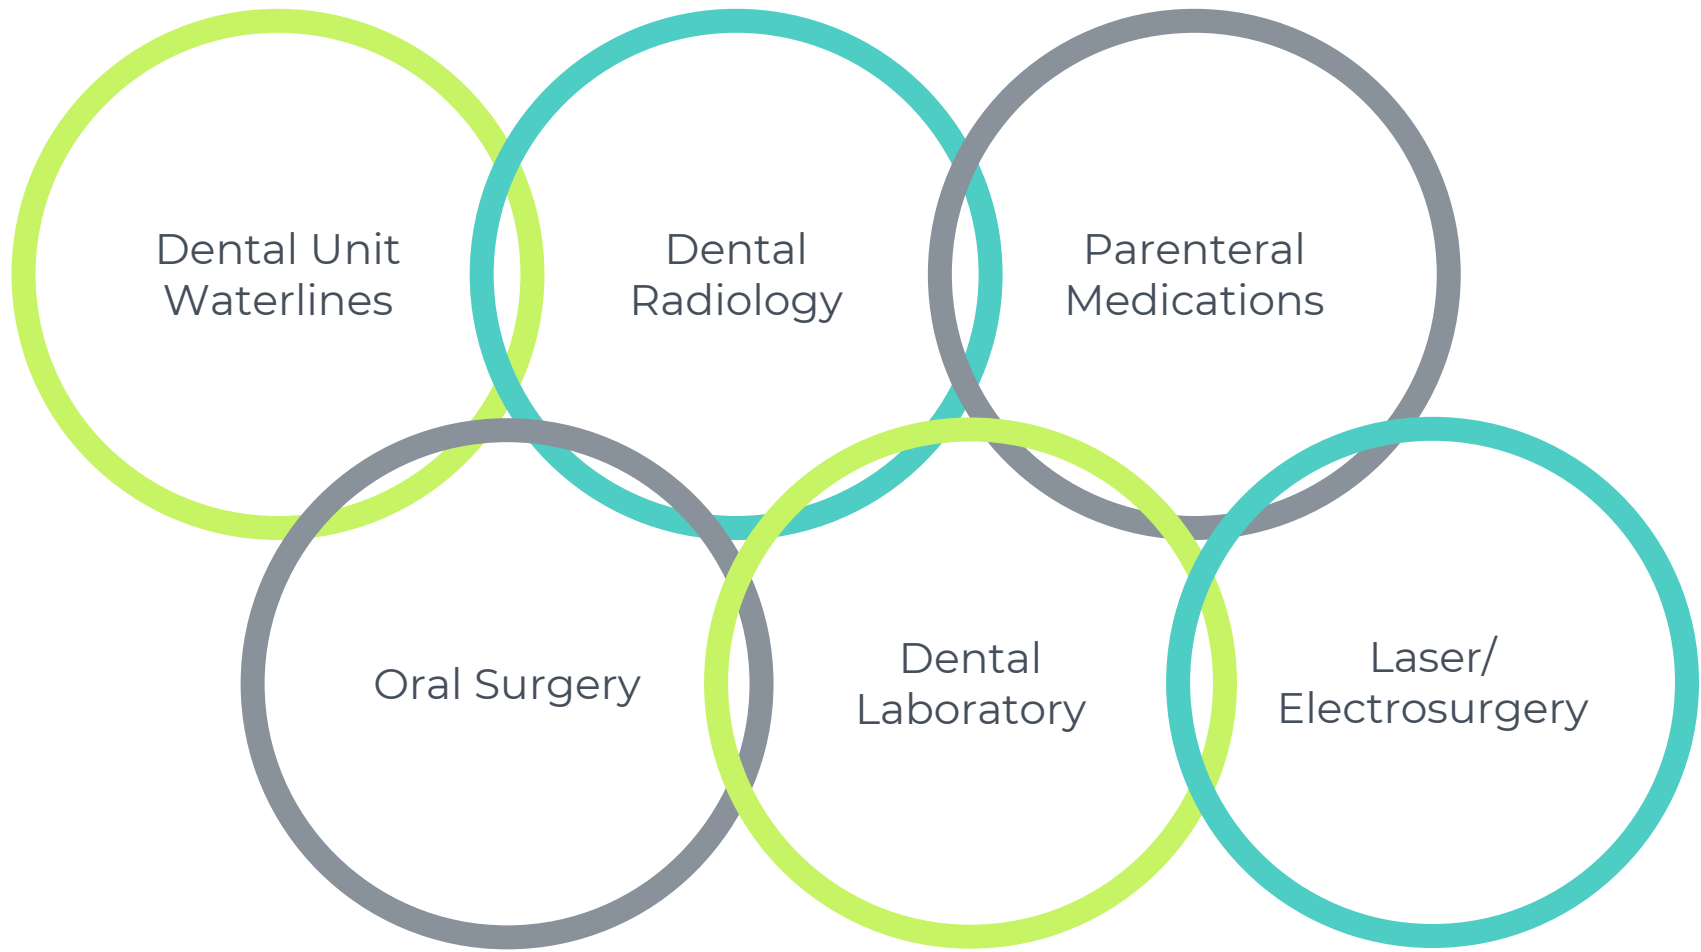 Dental Unit
Waterlines
Dental
Radiology
Parenteral
Medications
Oral Surgery
Dental
Laboratory
Laser/
Electrosurgery